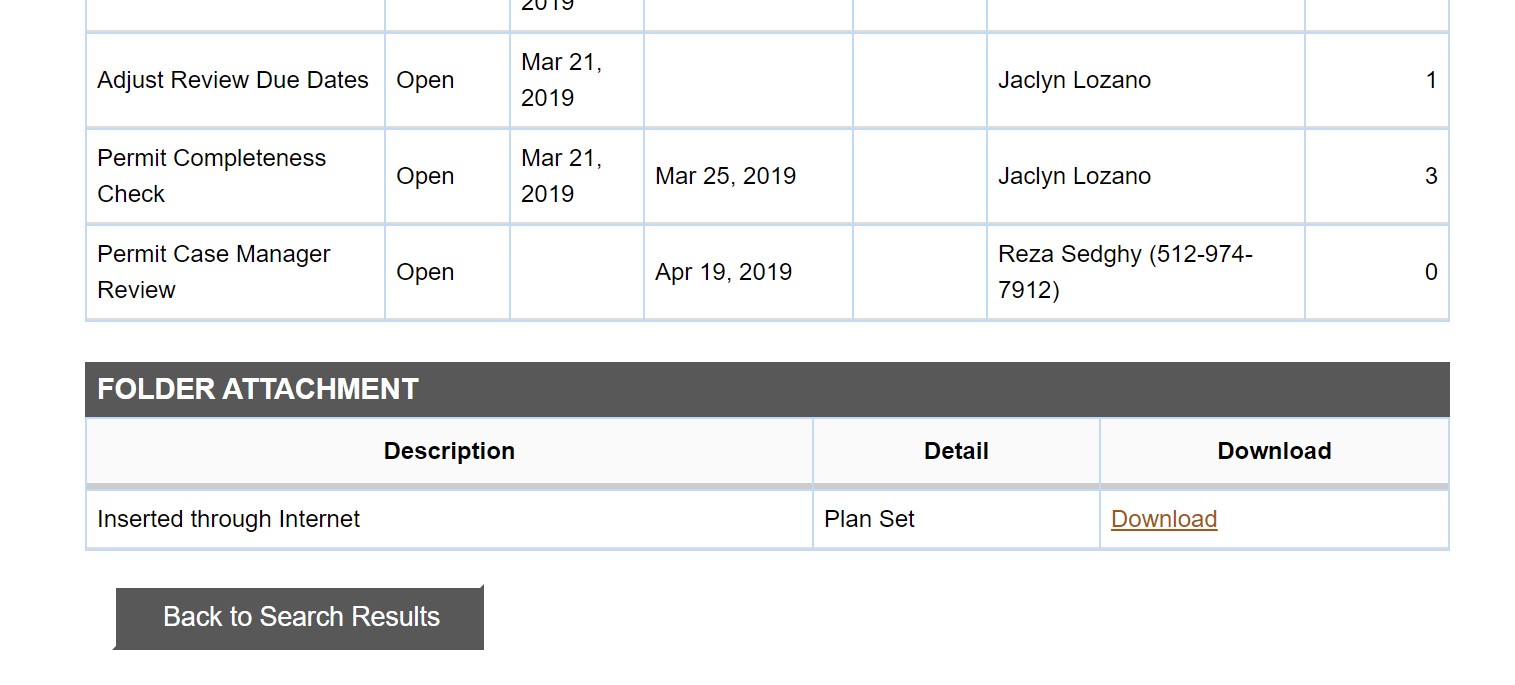 2019
Adjust Review Due Dates Open Mar 21, 2019 Jaclyn Lozano 1
Permit Completeness Check Open Mar 21, 2019 Mar 25, 2019 Jaclyn Lozano 3
Permit Case Manager Review Open Apr 19, 2019 Reza Sedghy (512-974-7912) 0
FOLDER ATTACHMENT
Description Detail Download
Inserted through Internet Plan Set Download
Back to Search Results